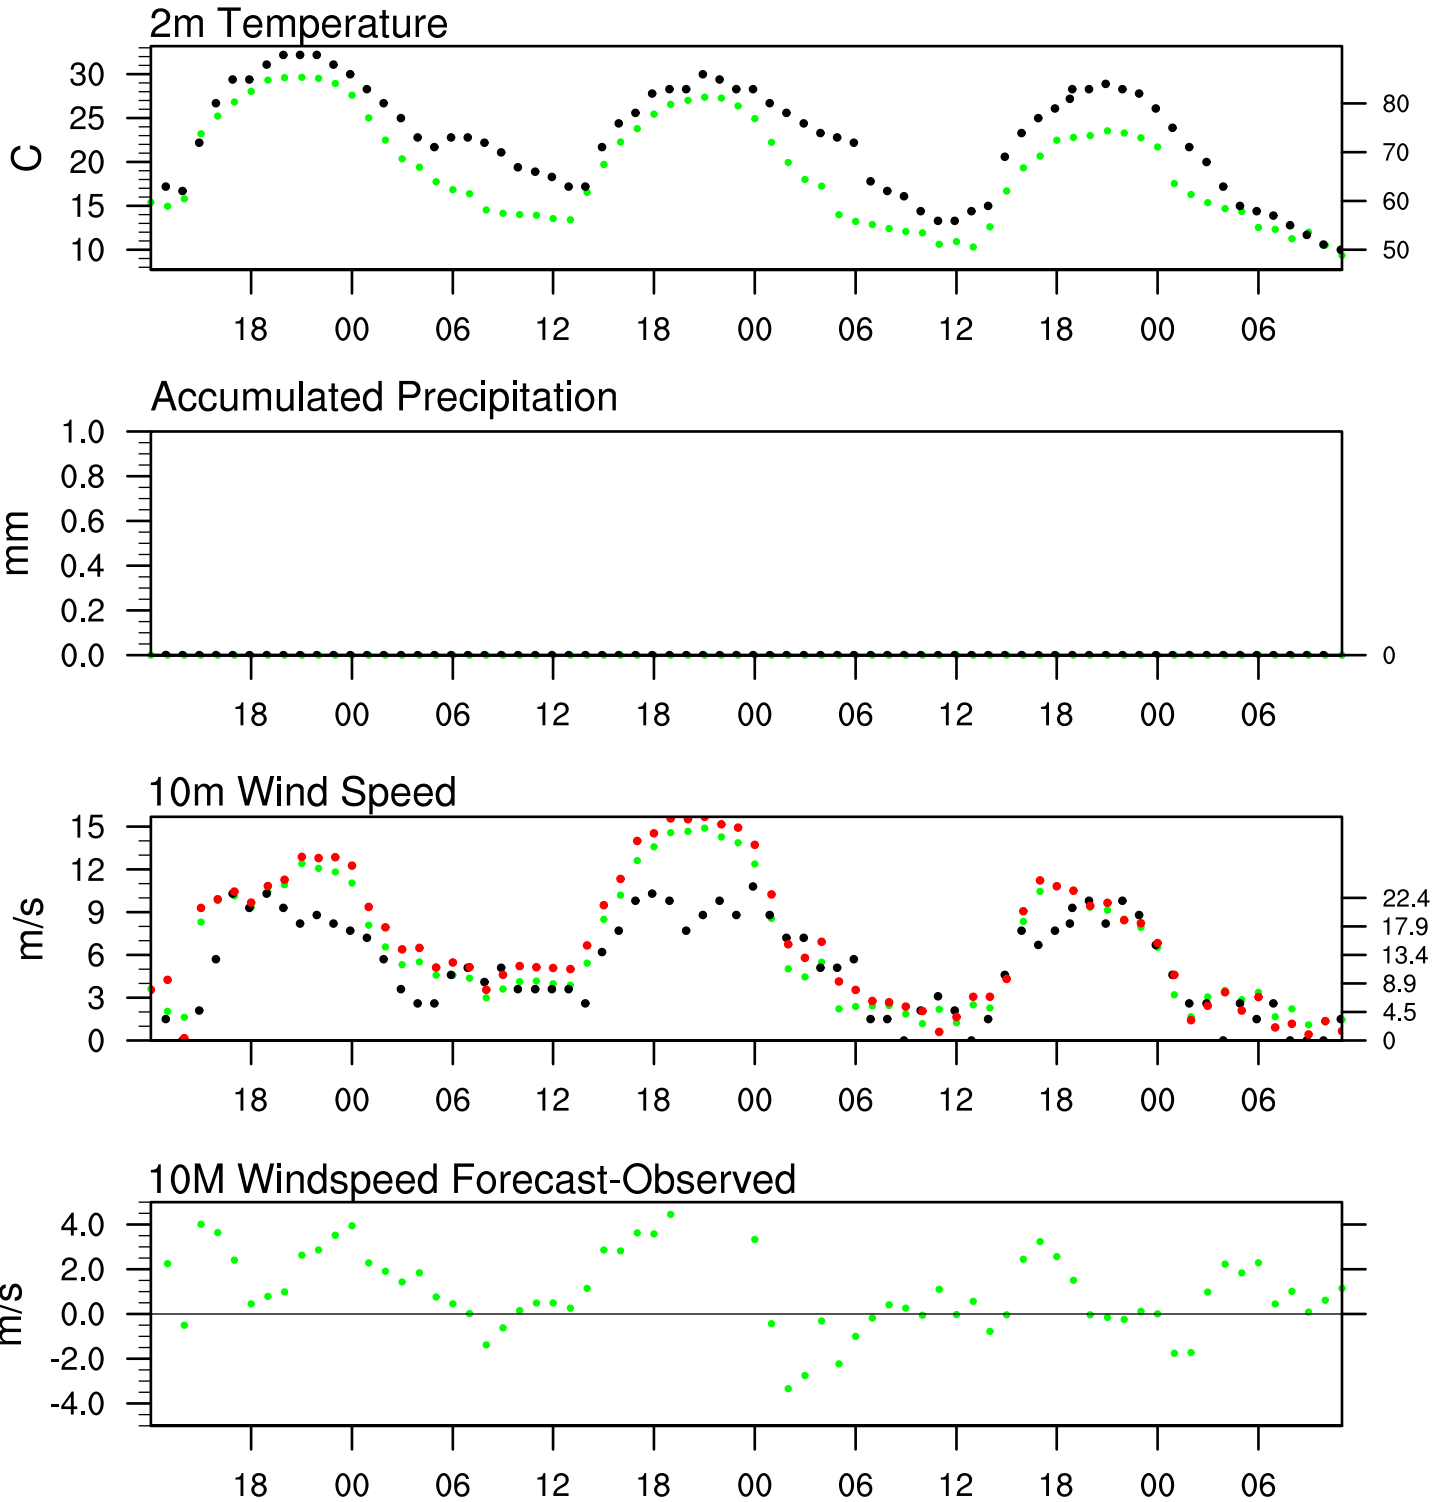 2m Temperature
30
25
20
15
10
C
80
70
60
50
18 00 06 12 18 00 06 12 18 00 06
Accumulated Precipitation
1.0
0.8
0.6
0.4
0.2
0.0
mm
0
18 00 06 12 18 00 06 12 18 00 06
10m Wind Speed
15
12
9
6
3
0
m/s
22.4
17.9
13.4
8.9
4.5
0
18 00 06 12 18 00 06 12 18 00 06
10M Windspeed Forecast-Observed
4.0
2.0
0.0
-2.0
-4.0
m/s
18 00 06 12 18 00 06 12 18 00 06